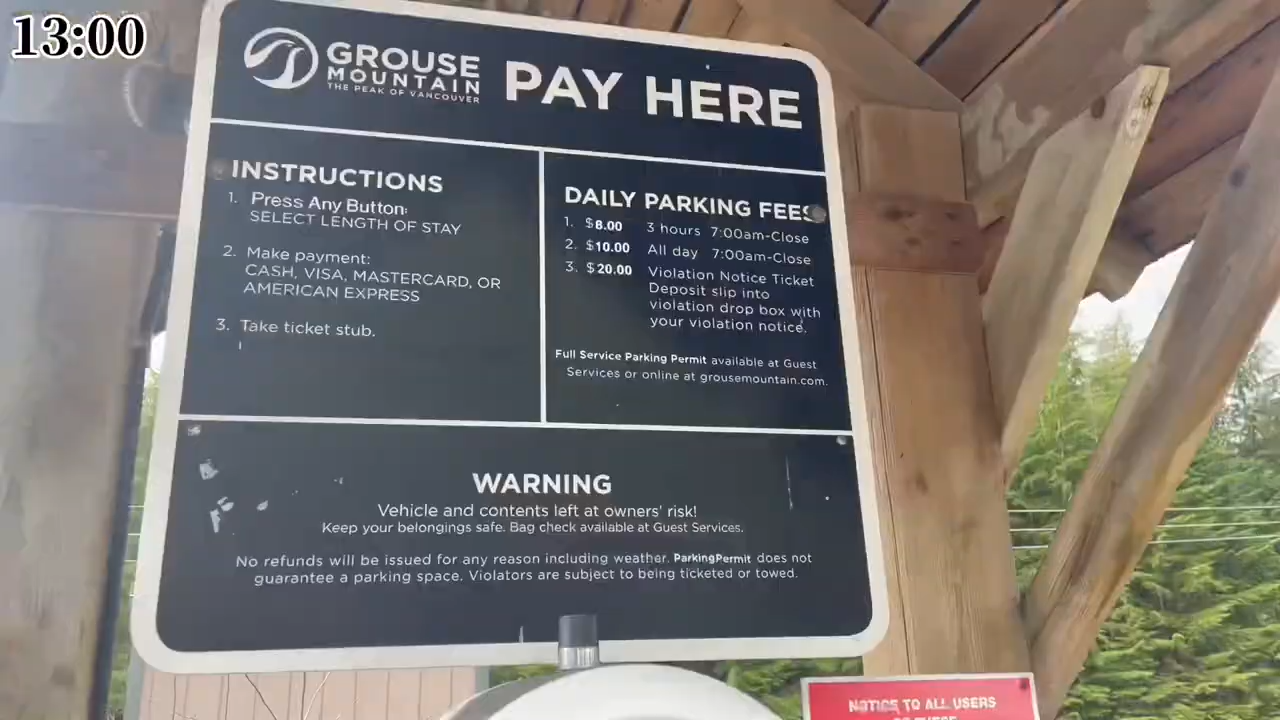 13:00
GROUSE
MOUNTAIN
THE PEAK OF VANCOUVER
PAY HERE
INSTRUCTIONS
1. Press Any Button:
SELECT LENGTH OF STAY
2. Make payment:
CASH, VISA, MASTERCARD, OR
AMERICAN EXPRESS
3. Take ticket stub.
DAILY PARKING FEES
1. $8.00 3 hours 7:00am-Close
2. $10.00 All day 7:00am-Close
3. $20.00 Violation Notice Ticket
Deposit slip into
violation drop box with
your violation notice.
Full Service Parking Permit available at Guest
Services or online at grousemountain.com.
WARNING
Vehicle and contents left at owners' risk!
Keep your belongings safe. Bag check available at Guest Services.
No refunds will be issued for any reason including weather. ParkingPermit does not
guarantee a parking space. Violators are subject to being ticketed or towed.
NOTICE TO ALL USERS